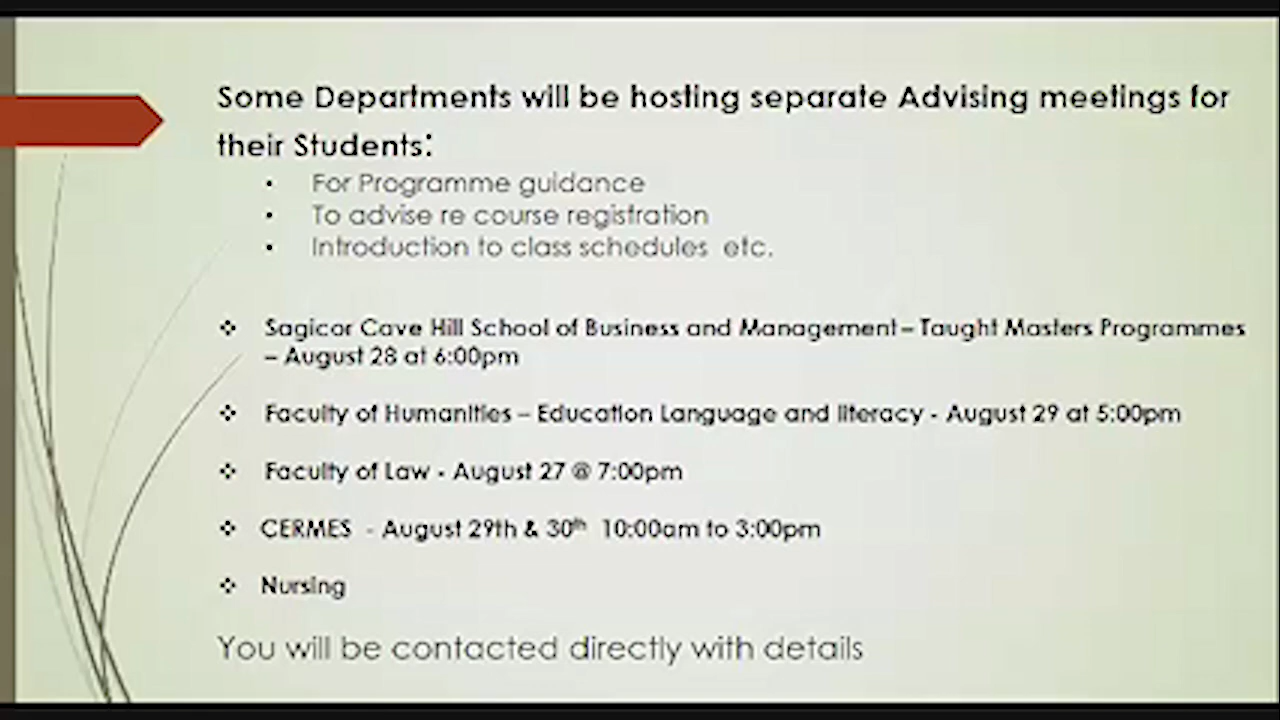 Some Departments will be hosting separate Advising meetings for
their Students:
• For Programme guidance
• To advise re course registration
• Introduction to class schedules etc.
❖ Sagicor Cave Hill School of Business and Management – Taught Masters Programmes
– August 28 at 6:00pm
❖ Faculty of Humanities – Education Language and literacy - August 29 at 5:00pm
❖ Faculty of Law - August 27 @ 7:00pm
❖ CERMES - August 29th & 30th 10:00am to 3:00pm
❖ Nursing
You will be contacted directly with details